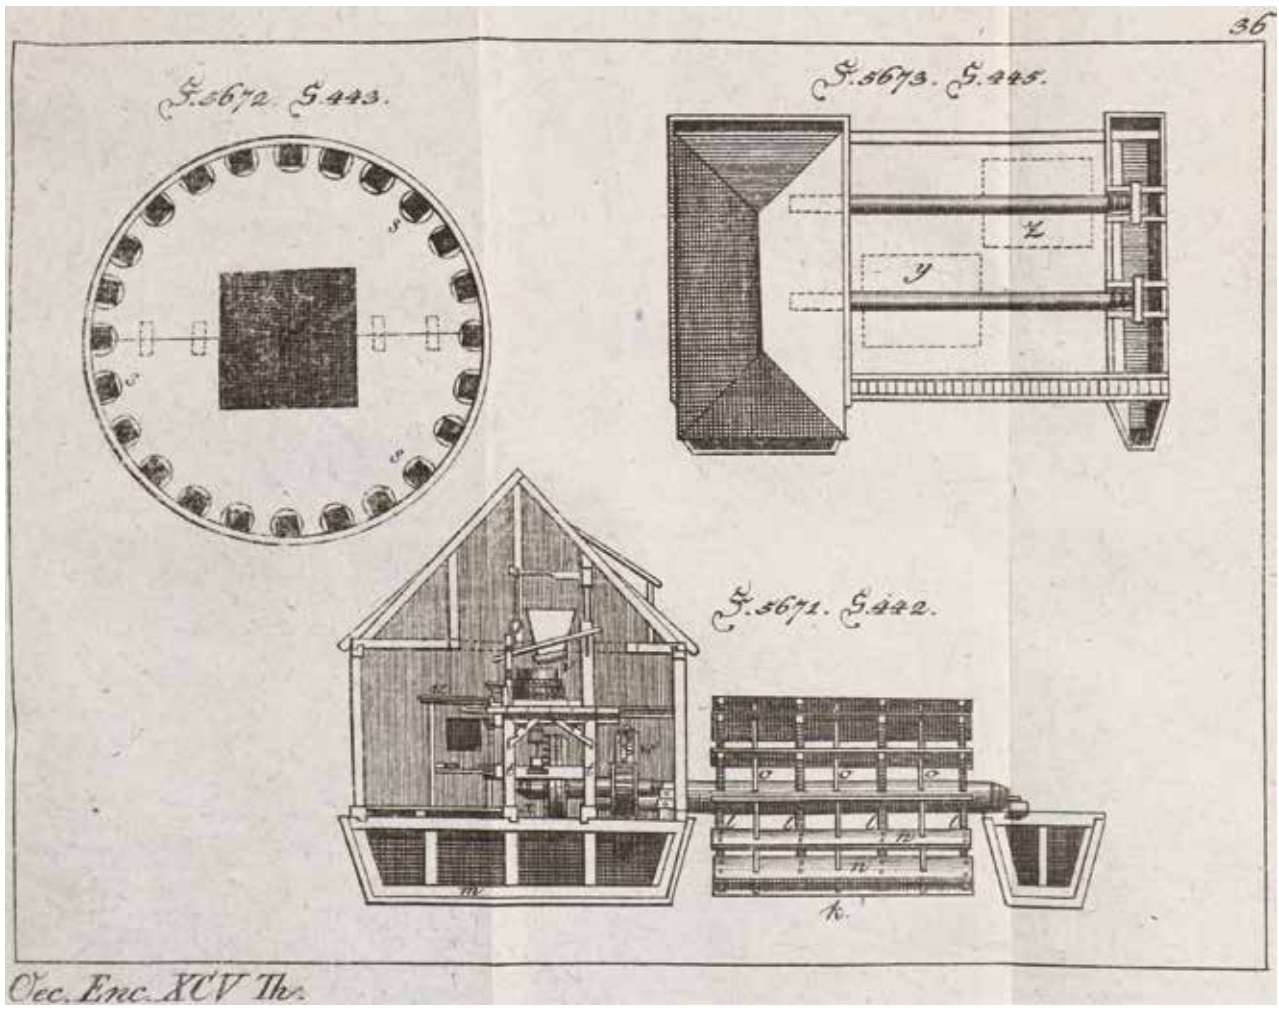 36
F.5672. S.443.
F.5673. S.445.
s
z
y
s
s
F.5671. S.442.
o o o
l l l l
n
n
m
k.
Oec. Enc. XCV Th.